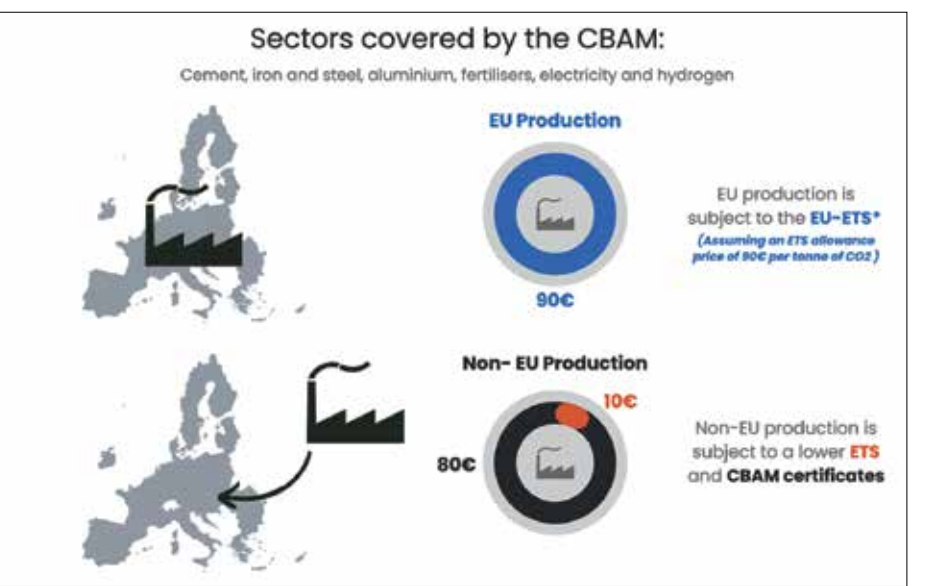 Sectors covered by the CBAM:
Cement, iron and steel, aluminium, fertilisers, electricity and hydrogen
EU Production
EU production is
subject to the EU-ETS*
(Assuming an ETS allowance
price of 90€ per tonne of CO2 )
90€
Non- EU Production
10€
80€
Non-EU production is
subject to a lower ETS
and CBAM certificates